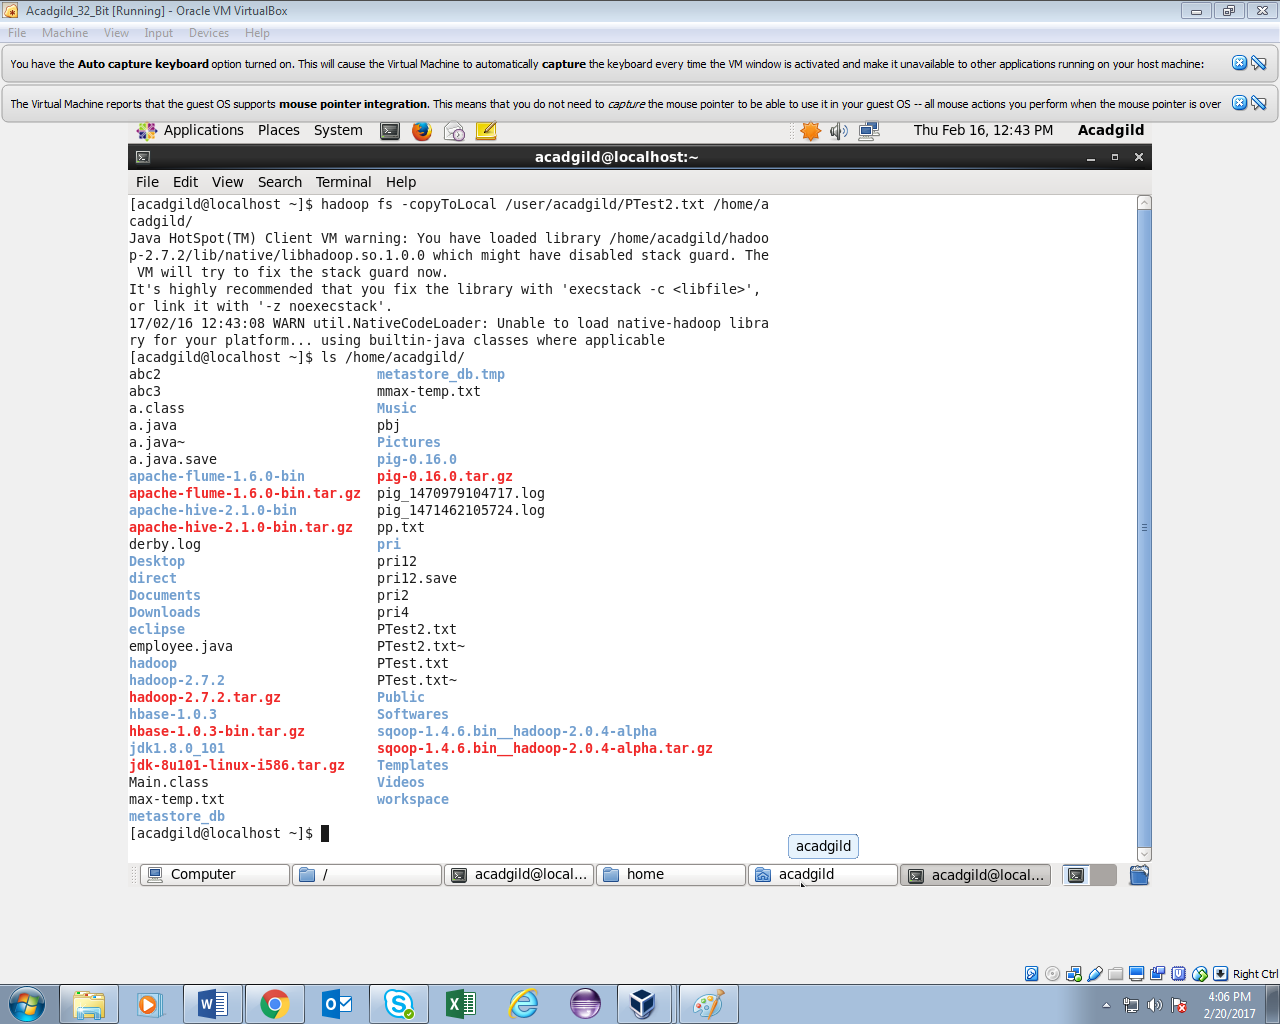 Acadgild_32_Bit [Running] - Oracle VM VirtualBox
File Machine View Input Devices Help
You have the Auto capture keyboard option turned on. This will cause the Virtual Machine to automatically capture the keyboard every time the VM window is activated and make it unavailable to other applications running on your host machine:
The Virtual Machine reports that the guest OS supports mouse pointer integration. This means that you do not need to capture the mouse pointer to be able to use it in your guest OS -- all mouse actions you perform when the mouse pointer is over
Applications Places System Thu Feb 16, 12:43 PM Acadgild
acadgild@localhost:~
File Edit View Search Terminal Help
[acadgild@localhost ~]$ hadoop fs -copyToLocal /user/acadgild/PTest2.txt /home/a
cadgild/
Java HotSpot(TM) Client VM warning: You have loaded library /home/acadgild/hadoo
p-2.7.2/lib/native/libhadoop.so.1.0.0 which might have disabled stack guard. The
 VM will try to fix the stack guard now.
It's highly recommended that you fix the library with 'execstack -c <libfile>',
or link it with '-z noexecstack'.
17/02/16 12:43:08 WARN util.NativeCodeLoader: Unable to load native-hadoop libra
ry for your platform... using builtin-java classes where applicable
[acadgild@localhost ~]$ ls /home/acadgild/
abc2 metastore_db.tmp
abc3 mmax-temp.txt
a.class Music
a.java pbj
a.java~ Pictures
a.java.save pig-0.16.0
apache-flume-1.6.0-bin pig-0.16.0.tar.gz
apache-flume-1.6.0-bin.tar.gz pig_1470979104717.log
apache-hive-2.1.0-bin pig_1471462105724.log
apache-hive-2.1.0-bin.tar.gz pp.txt
derby.log pri
Desktop pri12
direct pri12.save
Documents pri2
Downloads pri4
eclipse PTest2.txt
employee.java PTest2.txt~
hadoop PTest.txt
hadoop-2.7.2 PTest.txt~
hadoop-2.7.2.tar.gz Public
hbase-1.0.3 Softwares
hbase-1.0.3-bin.tar.gz sqoop-1.4.6.bin__hadoop-2.0.4-alpha
jdk1.8.0_101 sqoop-1.4.6.bin__hadoop-2.0.4-alpha.tar.gz
jdk-8u101-linux-i586.tar.gz Templates
Main.class Videos
max-temp.txt workspace
metastore_db
[acadgild@localhost ~]$
acadgild
Computer / acadgild@local... home acadgild acadgild@local...
Right Ctrl
4:06 PM
2/20/2017